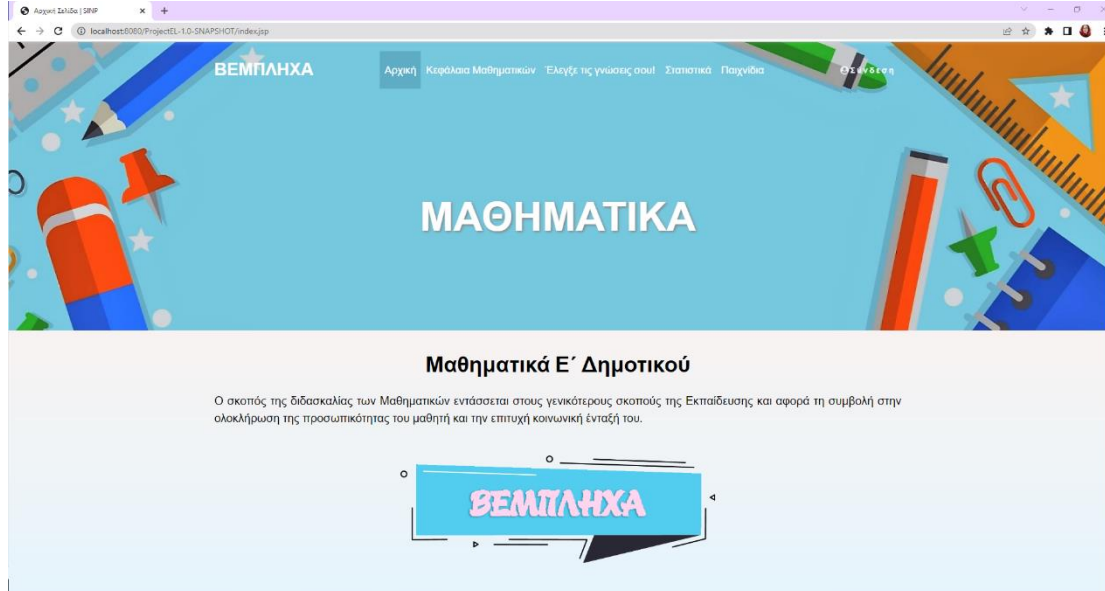 Αρχική Σελίδα | SINP
localhost:8080/ProjectEL-1.0-SNAPSHOT/index.jsp
ΒΕΜΠΛΗΧΑ Αρχική Κεφάλαια Μαθηματικών Έλεγξε τις γνώσεις σου! Στατιστικά Παιχνίδια Σύνδεση
ΜΑΘΗΜΑΤΙΚΑ
Μαθηματικά Ε΄ Δημοτικού
Ο σκοπός της διδασκαλίας των Μαθηματικών εντάσσεται στους γενικότερους σκοπούς της Εκπαίδευσης και αφορά τη συμβολή στην
ολοκλήρωση της προσωπικότητας του μαθητή και την επιτυχή κοινωνική ένταξή του.
ΒΕΜΠΛΗΧΑ